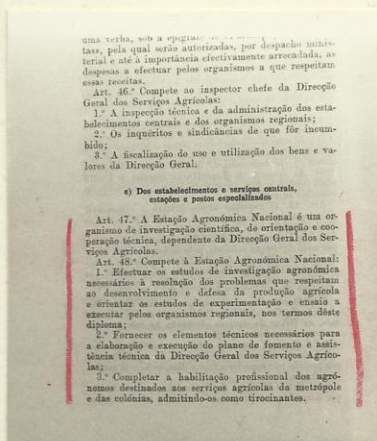 uma verba, sob a
tass, pela qual serão autorizadas, por despacho minis-
terial e até à importância efectivamente arrecadada, as
despesas a efectuar pelos organismos a que respeitam
essas receitas.
Art. 46.º Compete ao inspector chefe da Direcção
Geral dos Serviços Agrícolas:
1.º A inspecção técnica e da administração dos esta-
belecimentos centrais e dos organismos regionais;
2.º Os inquéritos e sindicâncias de que fôr incum-
bido;
3.º A fiscalização do uso e utilização dos bens e va-
lores da Direcção Geral.
e) Dos estabelecimentos e serviços centrais,
estações e postos especializados
Art. 47.º A Estação Agronómica Nacional é um or-
ganismo de investigação científica, de orientação e coo-
peração técnica, dependente da Direcção Geral dos Ser-
viços Agrícolas.
Art. 48.º Compete à Estação Agronómica Nacional:
1.º Efectuar os estudos de investigação agronómica
necessários à resolução dos problemas que respeitam
ao desenvolvimento e defesa da produção agrícola
e orientar os estudos de experimentação e ensaio a
executar pelos organismos regionais, nos termos dêste
diploma;
2.º Fornecer os elementos técnicos necessários para
a elaboração e execução do plano de fomento e assis-
tência técnica da Direcção Geral dos Serviços Agríco-
las;
3.º Completar a habilitação profissional dos agró-
nomos destinados aos serviços agrícolas da metrópole
e das colónias, admitindo-os como tirocinantes.